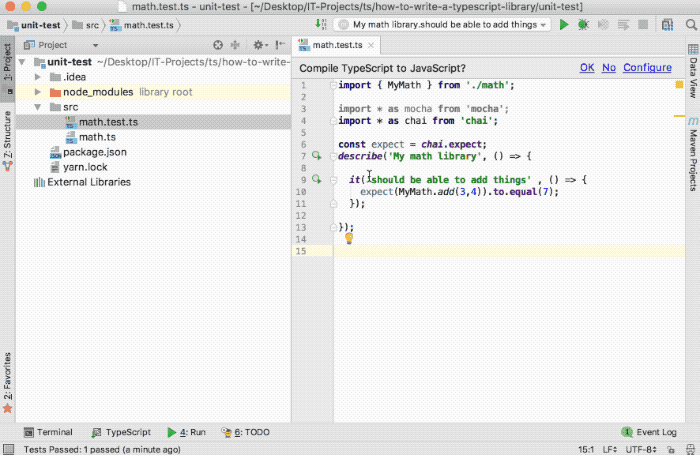 math.test.ts - unit-test - [~/Desktop/IT-Projects/ts/how-to-write-a-typescript-library/unit-test]
unit-test src math.test.ts My math library.should be able to add things
1: Project
Project
math.test.ts
unit-test ~/Desktop/IT-Projects/ts/how-to-write-
.idea
node_modules library root
src
math.test.ts
math.ts
package.json
yarn.lock
External Libraries
Z: Structure
2: Favorites
Compile TypeScript to JavaScript? OK No Configure
1 import { MyMath } from './math';
2
3 import * as mocha from 'mocha';
4 import * as chai from 'chai';
5
6 const expect = chai.expect;
7 describe('My math library', () => {
8
9 it('should be able to add things' , () => {
10 expect(MyMath.add(3,4)).to.equal(7);
11 });
12
13 });
14
15
Data View
m Maven Projects
Terminal TypeScript 4: Run 6: TODO Event Log
Tests Passed: 1 passed (a minute ago) 15:1 LF UTF-8